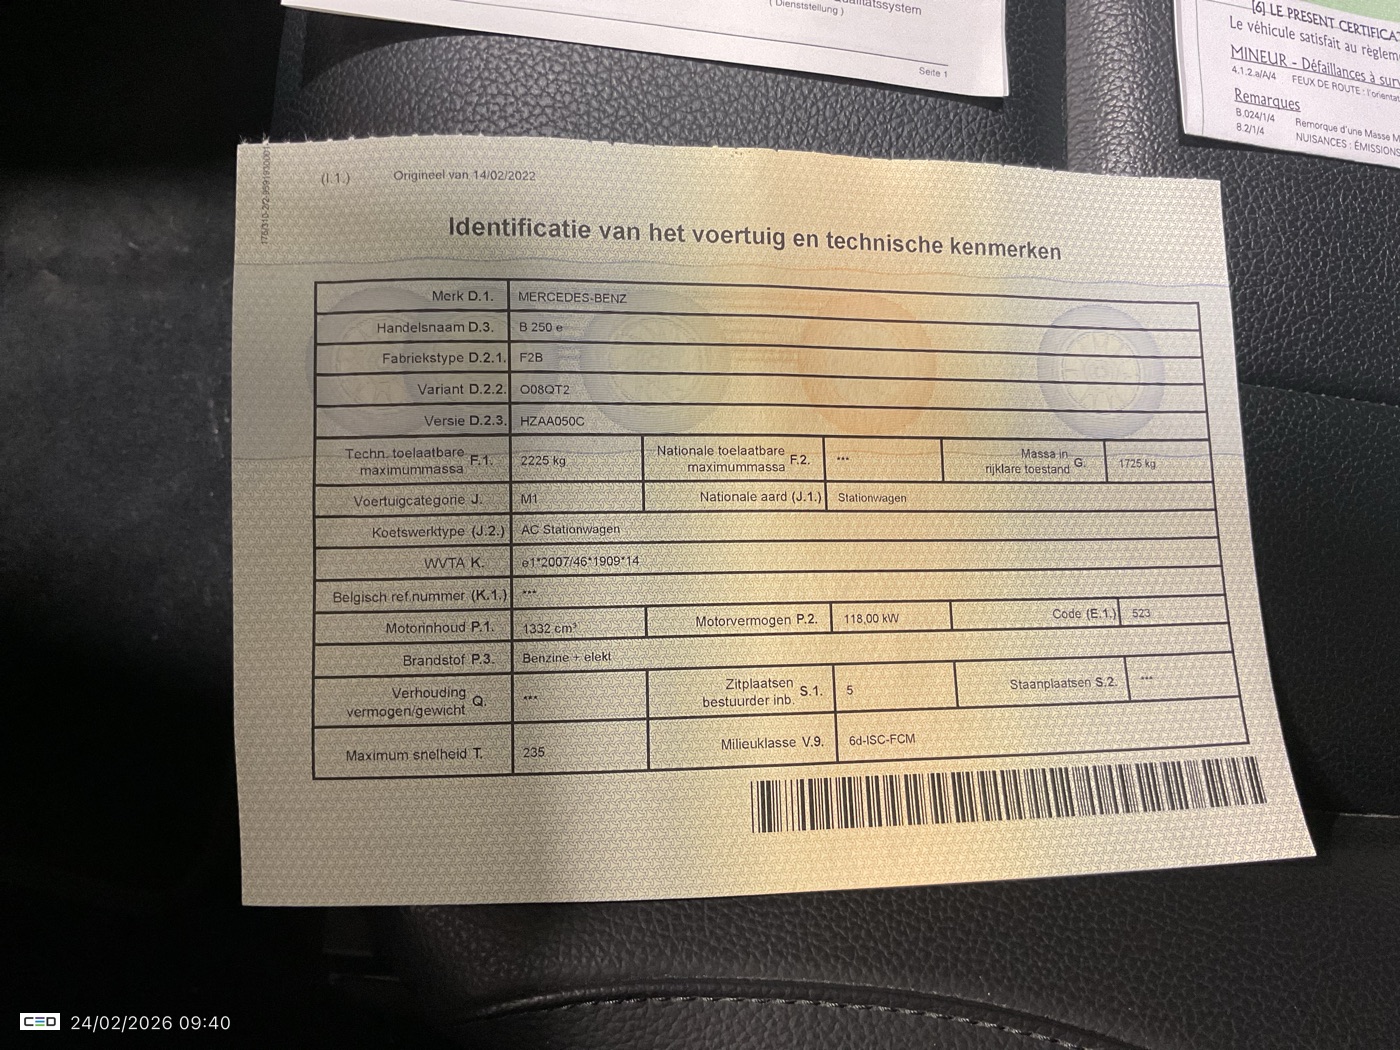 ( Dienststellung )
Seite 1
[6] LE PRESENT CERTIFICA
Le véhicule satisfait au règlem
MINEUR - Défaillances à surv
4.1.2.a/A/4 FEUX DE ROUTE : l'orientat
Remarques
B.024/1/4 Remorque d'une Masse M
8.2/1/4 NUISANCES : ÉMISSIONS
(I.1.) Origineel van 14/02/2022
Identificatie van het voertuig en technische kenmerken
Merk D.1. MERCEDES-BENZ
Handelsnaam D.3. B 250 e
Fabriekstype D.2.1. F2B
Variant D.2.2. O08QT2
Versie D.2.3. HZAA050C
Techn. toelaatbare maximummassa F.1. 2225 kg Nationale toelaatbare maximummassa F.2. *** Massa in rijklare toestand G. 1725 kg
Voertuigcategorie J. M1 Nationale aard (J.1.) Stationwagen
Koetswerktype (J.2.) AC Stationwagen
WVTA K. e1*2007/46*1909*14
Belgisch ref.nummer (K.1.) ***
Motorinhoud P.1. 1332 cm³ Motorvermogen P.2. 118,00 kW Code (E.1.) 523
Brandstof P.3. Benzine + elekt
Verhouding vermogen/gewicht Q. *** Zitplaatsen bestuurder inb. S.1. 5 Staanplaatsen S.2. ***
Maximum snelheid T. 235 Milieuklasse V.9. 6d-ISC-FCM
CED 24/02/2026 09:40